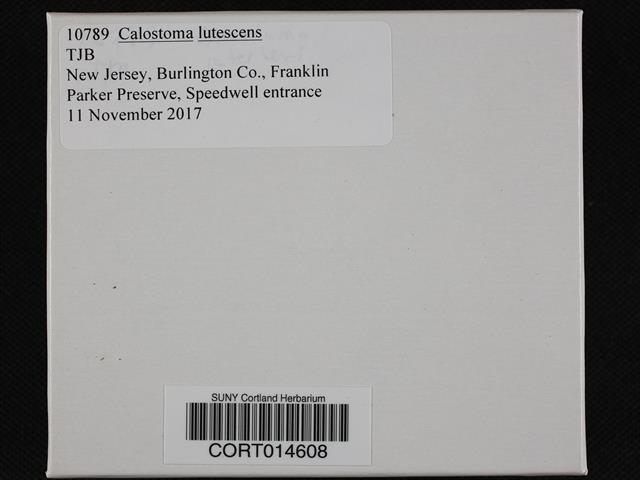 10789 Calostoma lutescens
TJB
New Jersey, Burlington Co., Franklin
Parker Preserve, Speedwell entrance
11 November 2017
SUNY Cortland Herbarium
CORT014608